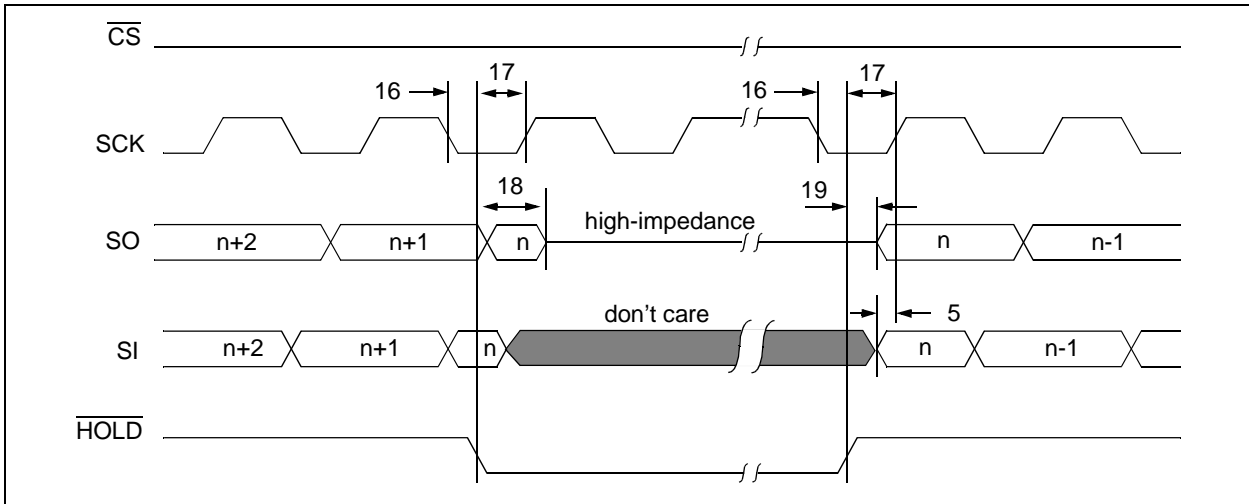 CS
17 17
16 16
SCK
18 19
high-impedance
SO n+2 n+1 n n n-1
don't care 5
SI n+2 n+1 n n n-1
HOLD